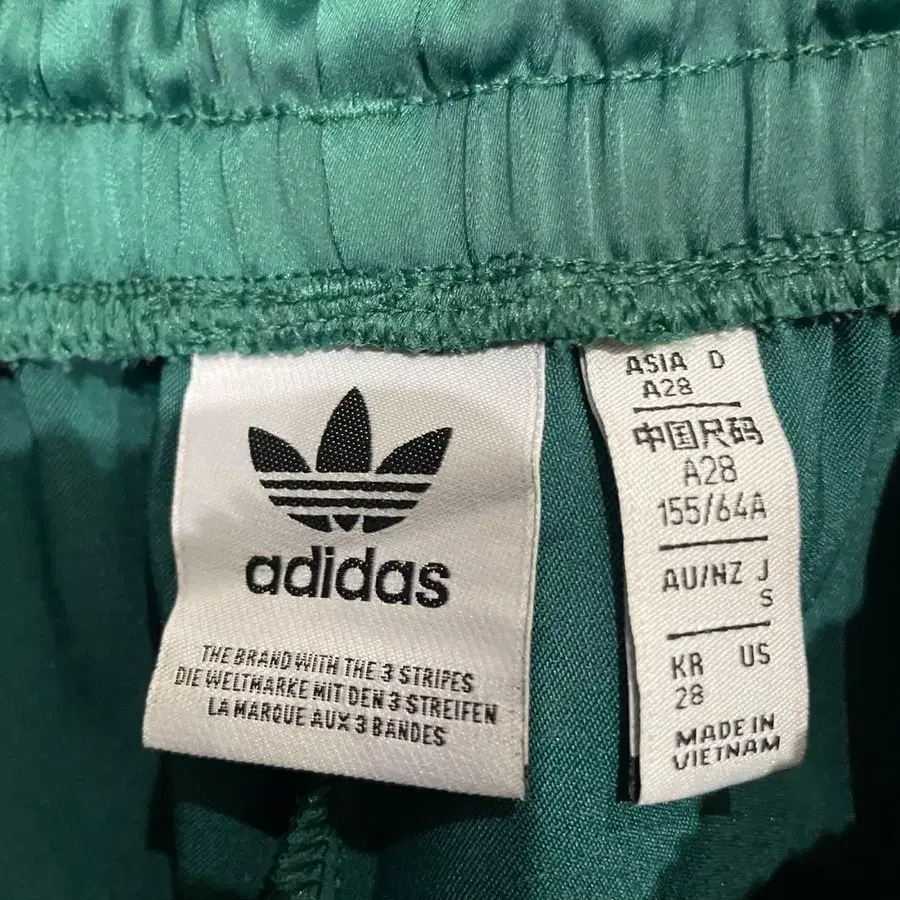 adidas
THE BRAND WITH THE 3 STRIPES
DIE WELTMARKE MIT DEN 3 STREIFEN
LA MARQUE AUX 3 BANDES
ASIA D
A28
中国尺码
A28
155/64A
AU/NZ J
S
KR US
28
MADE IN
VIETNAM